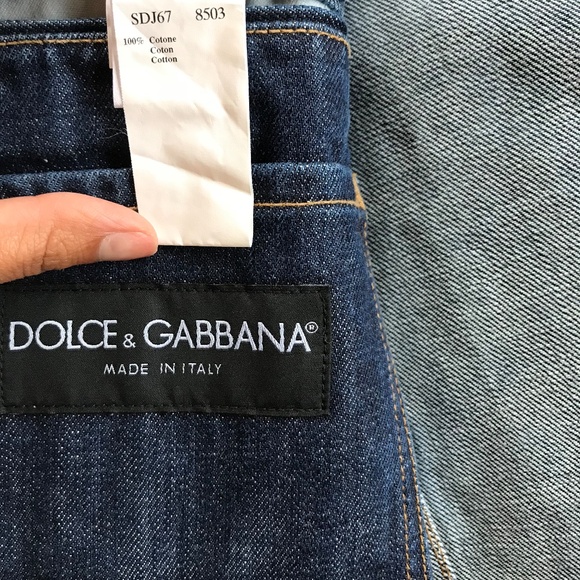 SDJ67 8503
100% Cotone
Coton
Cotton
DOLCE & GABBANA®
MADE IN ITALY